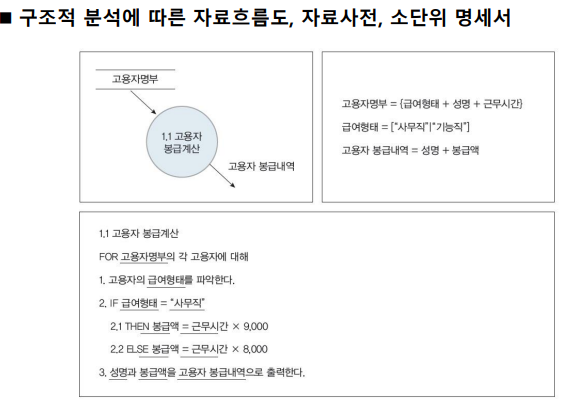 ■ 구조적 분석에 따른 자료흐름도, 자료사전, 소단위 명세서
고용자명부
1.1 고용자
봉급계산
고용자 봉급내역
고용자명부 = {급여형태 + 성명 + 근무시간}
급여형태 = ["사무직"|"기능직"]
고용자 봉급내역 = 성명 + 봉급액
1.1 고용자 봉급계산
FOR 고용자명부의 각 고용자에 대해
1. 고용자의 급여형태를 파악한다.
2. IF 급여형태 = "사무직"
2.1 THEN 봉급액 = 근무시간 × 9,000
2.2 ELSE 봉급액 = 근무시간 × 8,000
3. 성명과 봉급액을 고용자 봉급내역으로 출력한다.